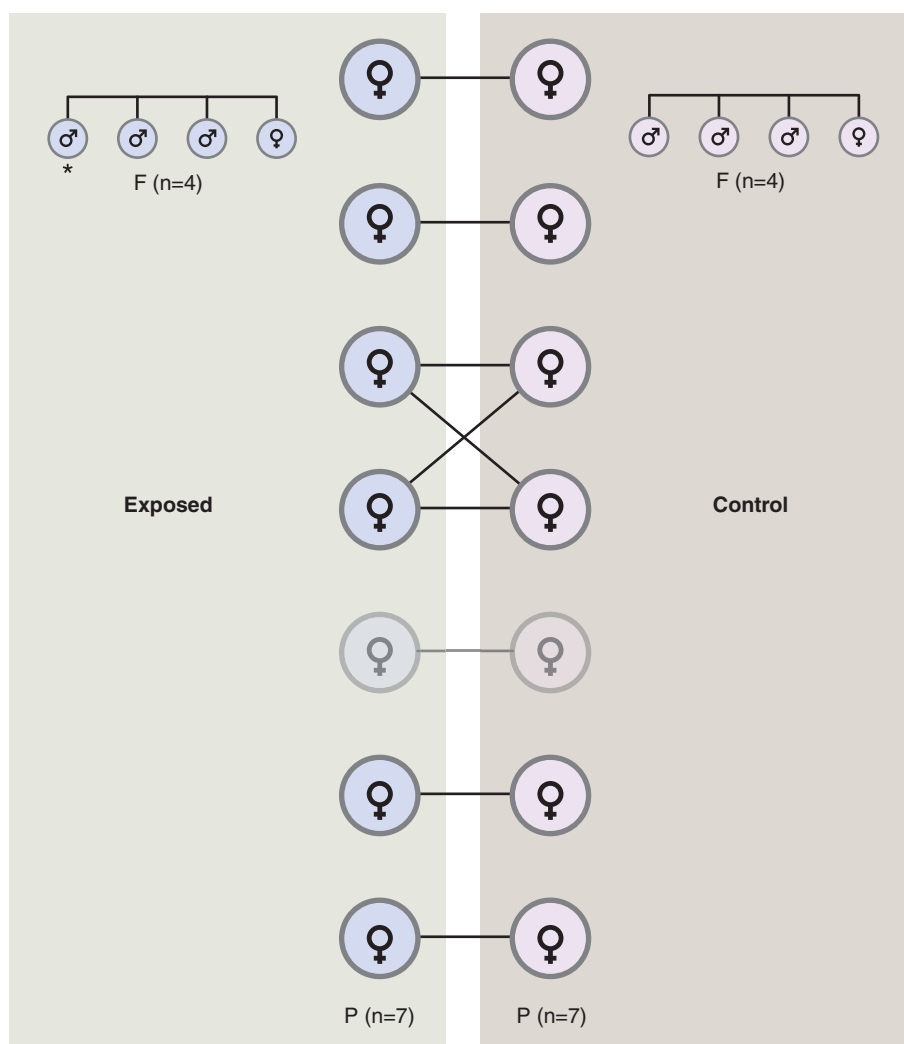 *
F (n=4)
F (n=4)
Exposed
Control
P (n=7)
P (n=7)